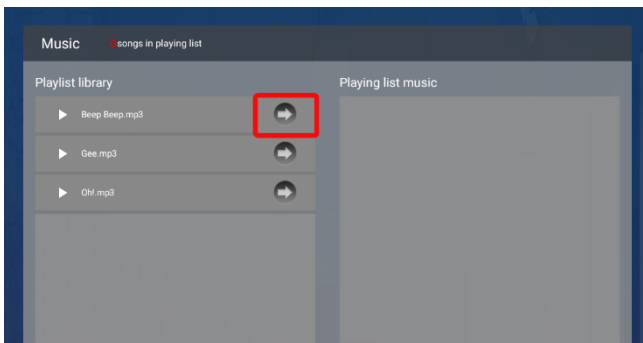 Music
songs in playing list
Playlist library
Playing list music
Beep Beep.mp3
Gee.mp3
Oh!.mp3